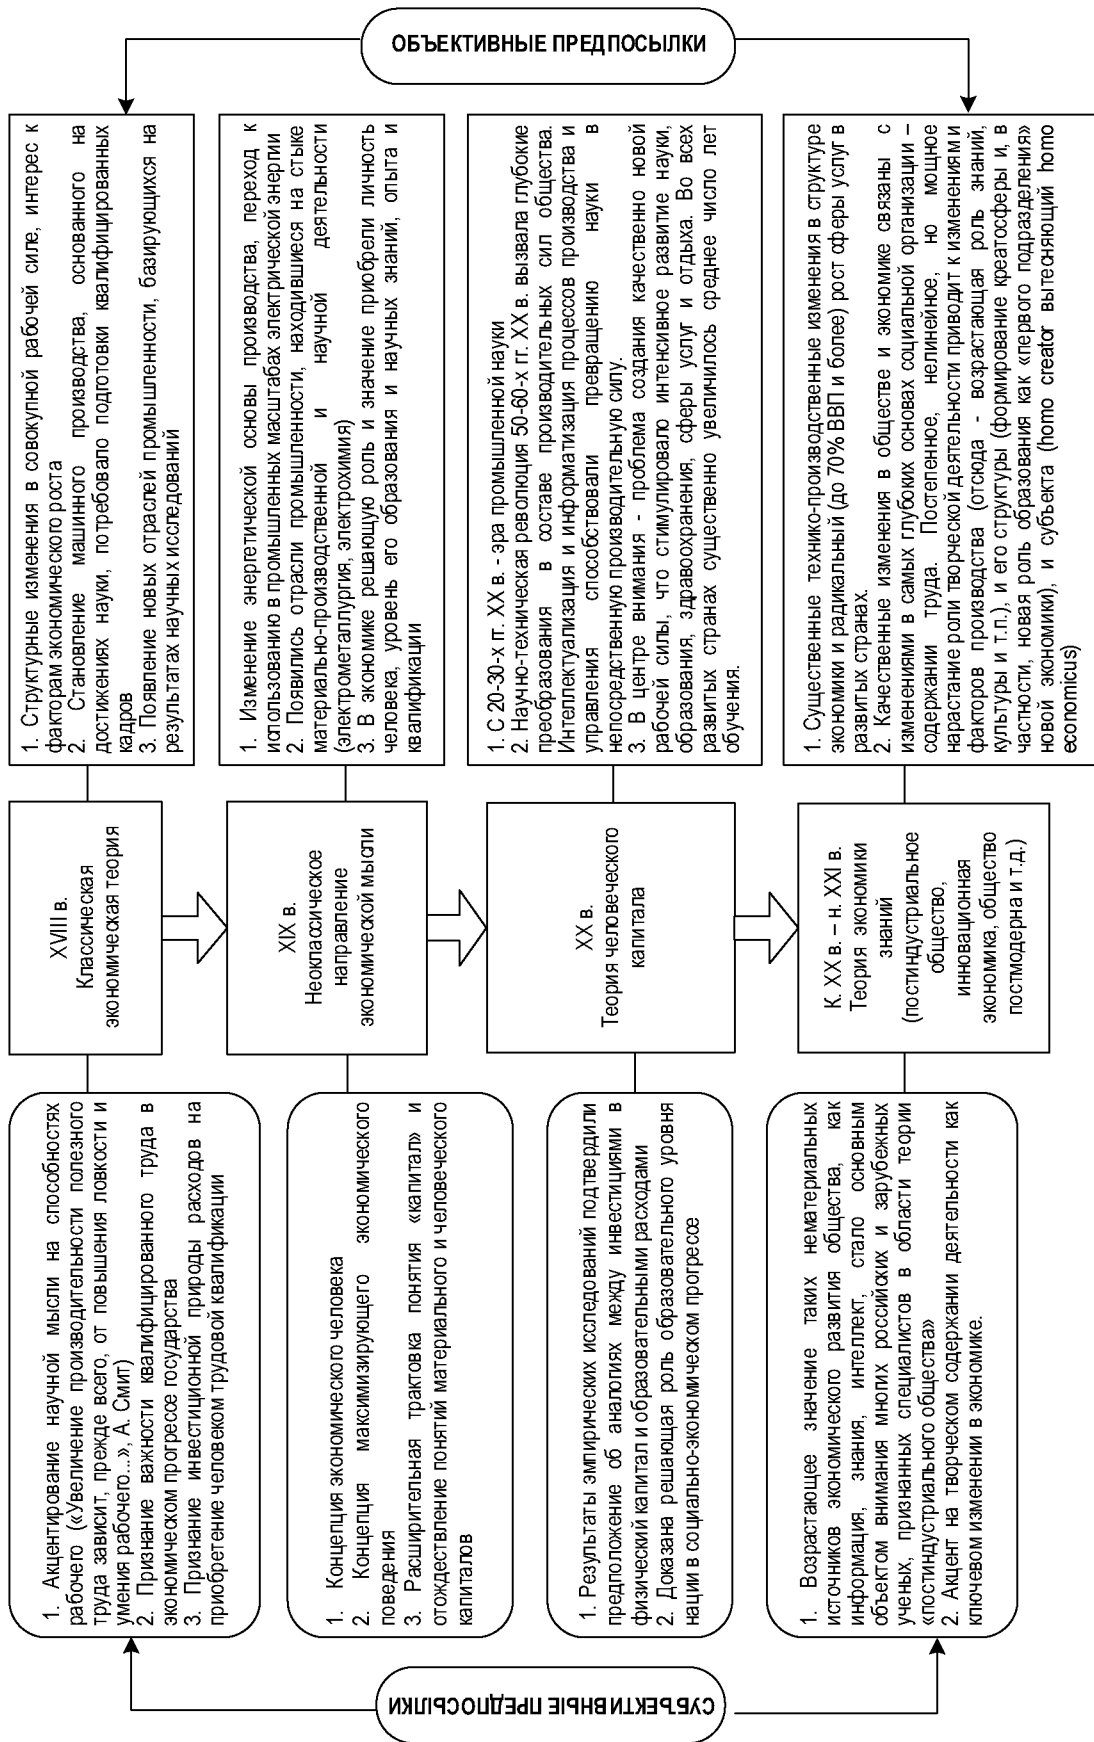 ОБЪЕКТИВНЫЕ ПРЕДПОСЫЛКИ
1. Структурные изменения в совокупной рабочей силе, интерес к
факторам экономического роста
2. Становление машинного производства, основанного на
достижениях науки, потребовало подготовки квалифицированных
кадров
3. Появление новых отраслей промышленности, базирующихся на
результатах научных исследований
1. Изменение энергетической основы производства, переход к
использованию в промышленных масштабах электрической энергии
2. Появились отрасли промышленности, находившиеся на стыке
материально-производственной и научной деятельности
(электрометаллургия, электрохимия)
3. В экономике решающую роль и значение приобрели личность
человека, уровень его образования и научных знаний, опыта и
квалификации
1. С 20-30-х гг. XX в. - эра промышленной науки
2. Научно-техническая революция 50-60-х гг. XX в. вызвала глубокие
преобразования в составе производительных сил общества.
Интеллектуализация и информатизация процессов производства и
управления способствовали превращению науки в
непосредственную производительную силу.
3. В центре внимания - проблема создания качественно новой
рабочей силы, что стимулировало интенсивное развитие науки,
образования, здравоохранения, сферы услуг и отдыха. Во всех
развитых странах существенно увеличилось среднее число лет
обучения.
1. Существенные технико-производственные изменения в структуре
экономики и радикальный (до 70% ВВП и более) рост сферы услуг в
развитых странах.
2. Качественные изменения в обществе и экономике связаны с
изменениями в самых глубоких основах социальной организации –
содержании труда. Постепенное, нелинейное, но мощное
нарастание роли творческой деятельности приводит к изменениям и
факторов производства (отсюда - возрастающая роль знаний,
культуры и т.п.), и его структуры (формирование креатосферы и, в
частности, новая роль образования как «первого подразделения»
новой экономики), и субъекта (homo creator вытесняющий homo
economicus)
XVIII в.
Классическая
экономическая теория
XIX в.
Неоклассическое
направление
экономической мысли
XX в.
Теория человеческого
капитала
К. XX в. – н. XXI в.
Теория экономики
знаний
(постиндустриальное
общество,
инновационная
экономика, общество
постмодерна и т.д.)
1. Акцентирование научной мысли на способностях
рабочего («Увеличение производительности полезного
труда зависит, прежде всего, от повышения ловкости и
умения рабочего...», А. Смит)
2. Признание важности квалифицированного труда в
экономическом прогрессе государства
3. Признание инвестиционной природы расходов на
приобретение человеком трудовой квалификации
1. Концепция экономического человека
2. Концепция максимизирующего экономического
поведения
3. Расширительная трактовка понятия «капитал» и
отождествление понятий материального и человеческого
капиталов
1. Результаты эмпирических исследований подтвердили
предположение об аналогиях между инвестициями в
физический капитал и образовательными расходами
2. Доказана решающая роль образовательного уровня
нации в социально-экономическом прогрессе
1. Возрастающее значение таких нематериальных
источников экономического развития общества, как
информация, знания, интеллект, стало основным
объектом внимания многих российских и зарубежных
ученых, признанных специалистов в области теории
«постиндустриального общества»
2. Акцент на творческом содержании деятельности как
ключевом изменении в экономике.
СУБЪЕКТИВНЫЕ ПРЕДПОСЫЛКИ